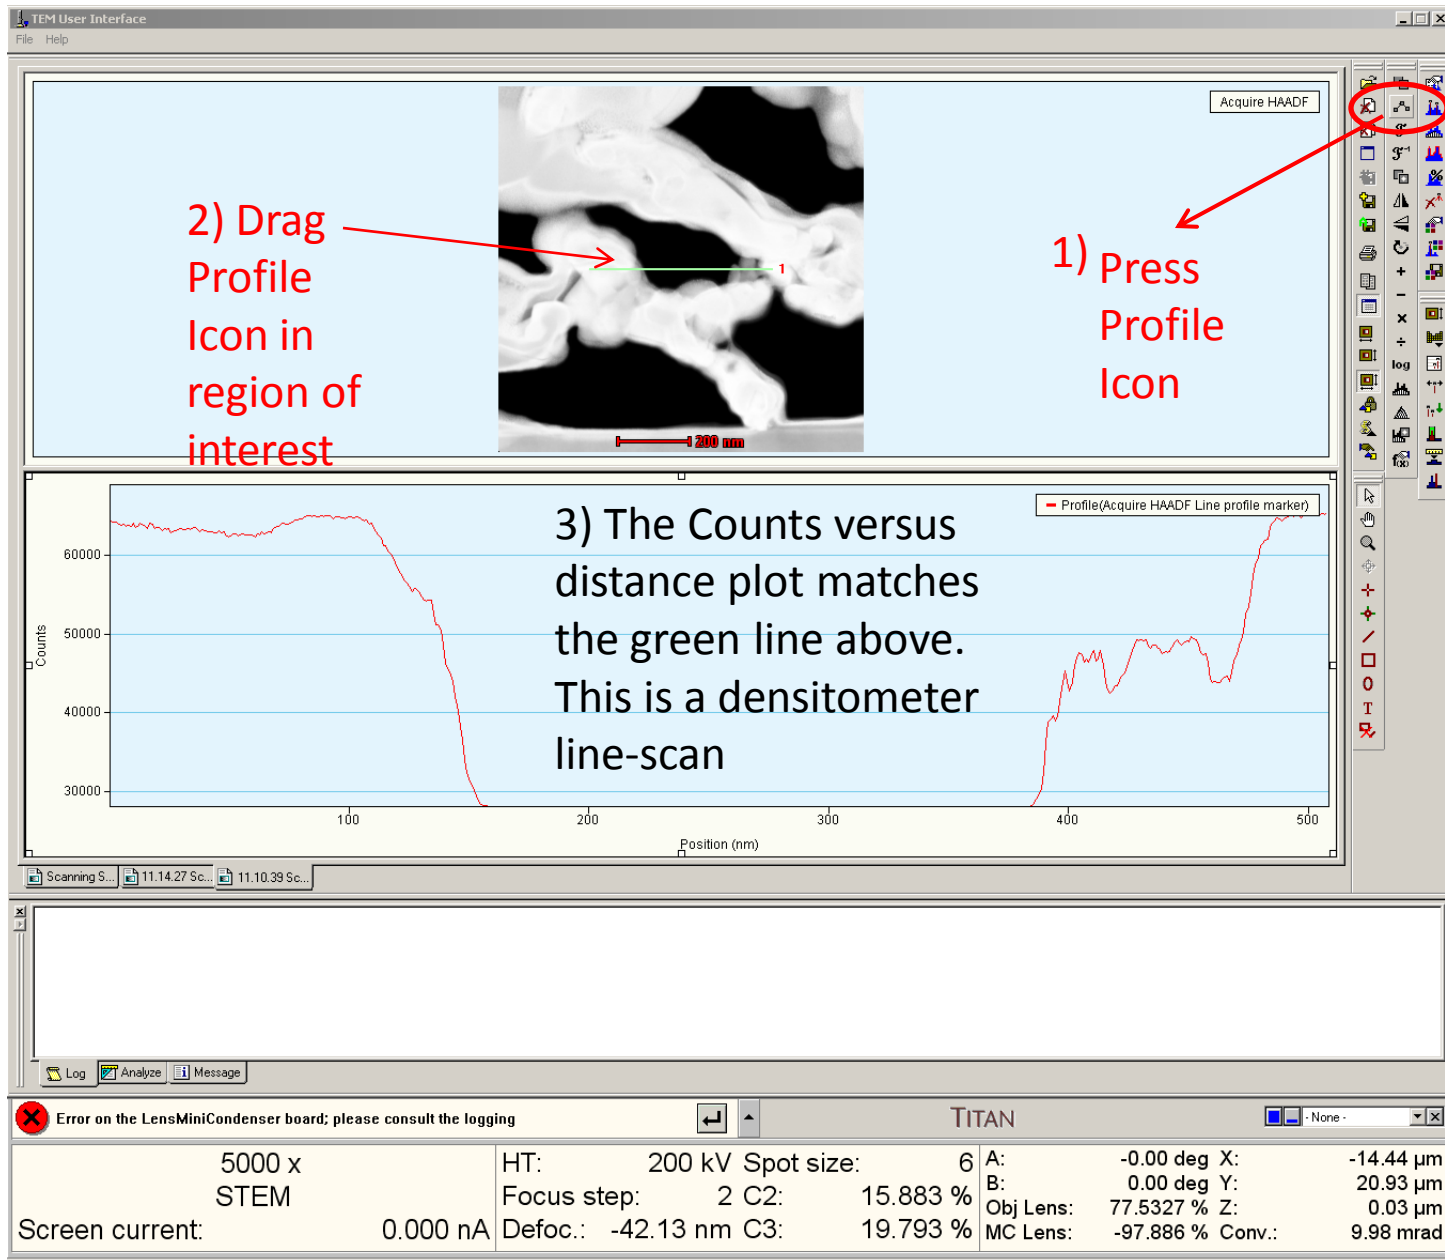 TEM User Interface
File Help
Acquire HAADF
2) Drag
Profile
Icon in
region of
interest
1
200 nm
1) Press
Profile
Icon
log
f(x)
T
Profile(Acquire HAADF Line profile marker)
3) The Counts versus
distance plot matches
the green line above.
This is a densitometer
line-scan
Counts
60000
50000
40000
30000
100 200 300 400 500
Position (nm)
Scanning S... 11.14.27 Sc... 11.10.39 Sc...
Log Analyze Message
Error on the LensMiniCondenser board; please consult the logging
TITAN
- None -
5000 x
STEM
Screen current: 0.000 nA
HT: 200 kV
Focus step: 2
Defoc.: -42.13 nm
Spot size: 6
C2: 15.883 %
C3: 19.793 %
A: -0.00 deg
B: 0.00 deg
Obj Lens: 77.5327 %
MC Lens: -97.886 %
X: -14.44 µm
Y: 20.93 µm
Z: 0.03 µm
Conv.: 9.98 mrad